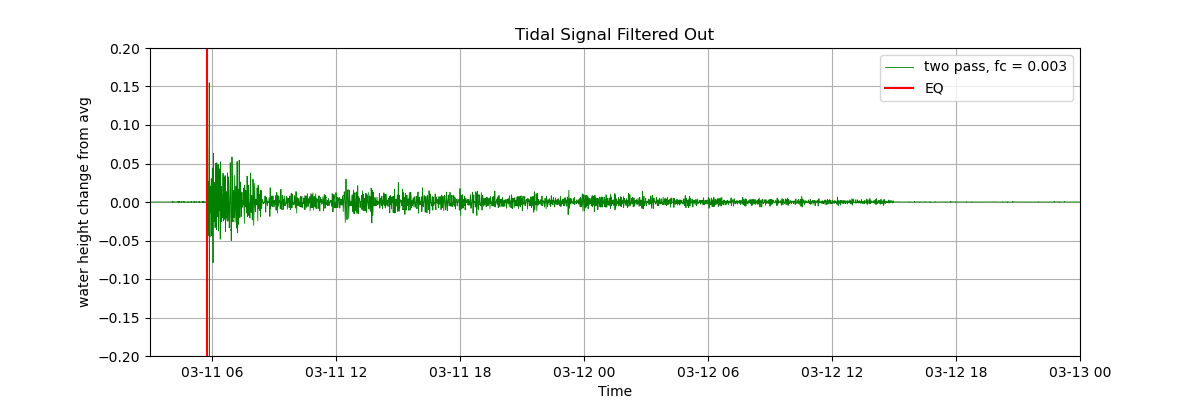 Tidal Signal Filtered Out
two pass, fc = 0.003
EQ
0.20
0.15
0.10
0.05
0.00
−0.05
−0.10
−0.15
−0.20
water height change from avg
03-11 06 03-11 12 03-11 18 03-12 00 03-12 06 03-12 12 03-12 18 03-13 00
Time